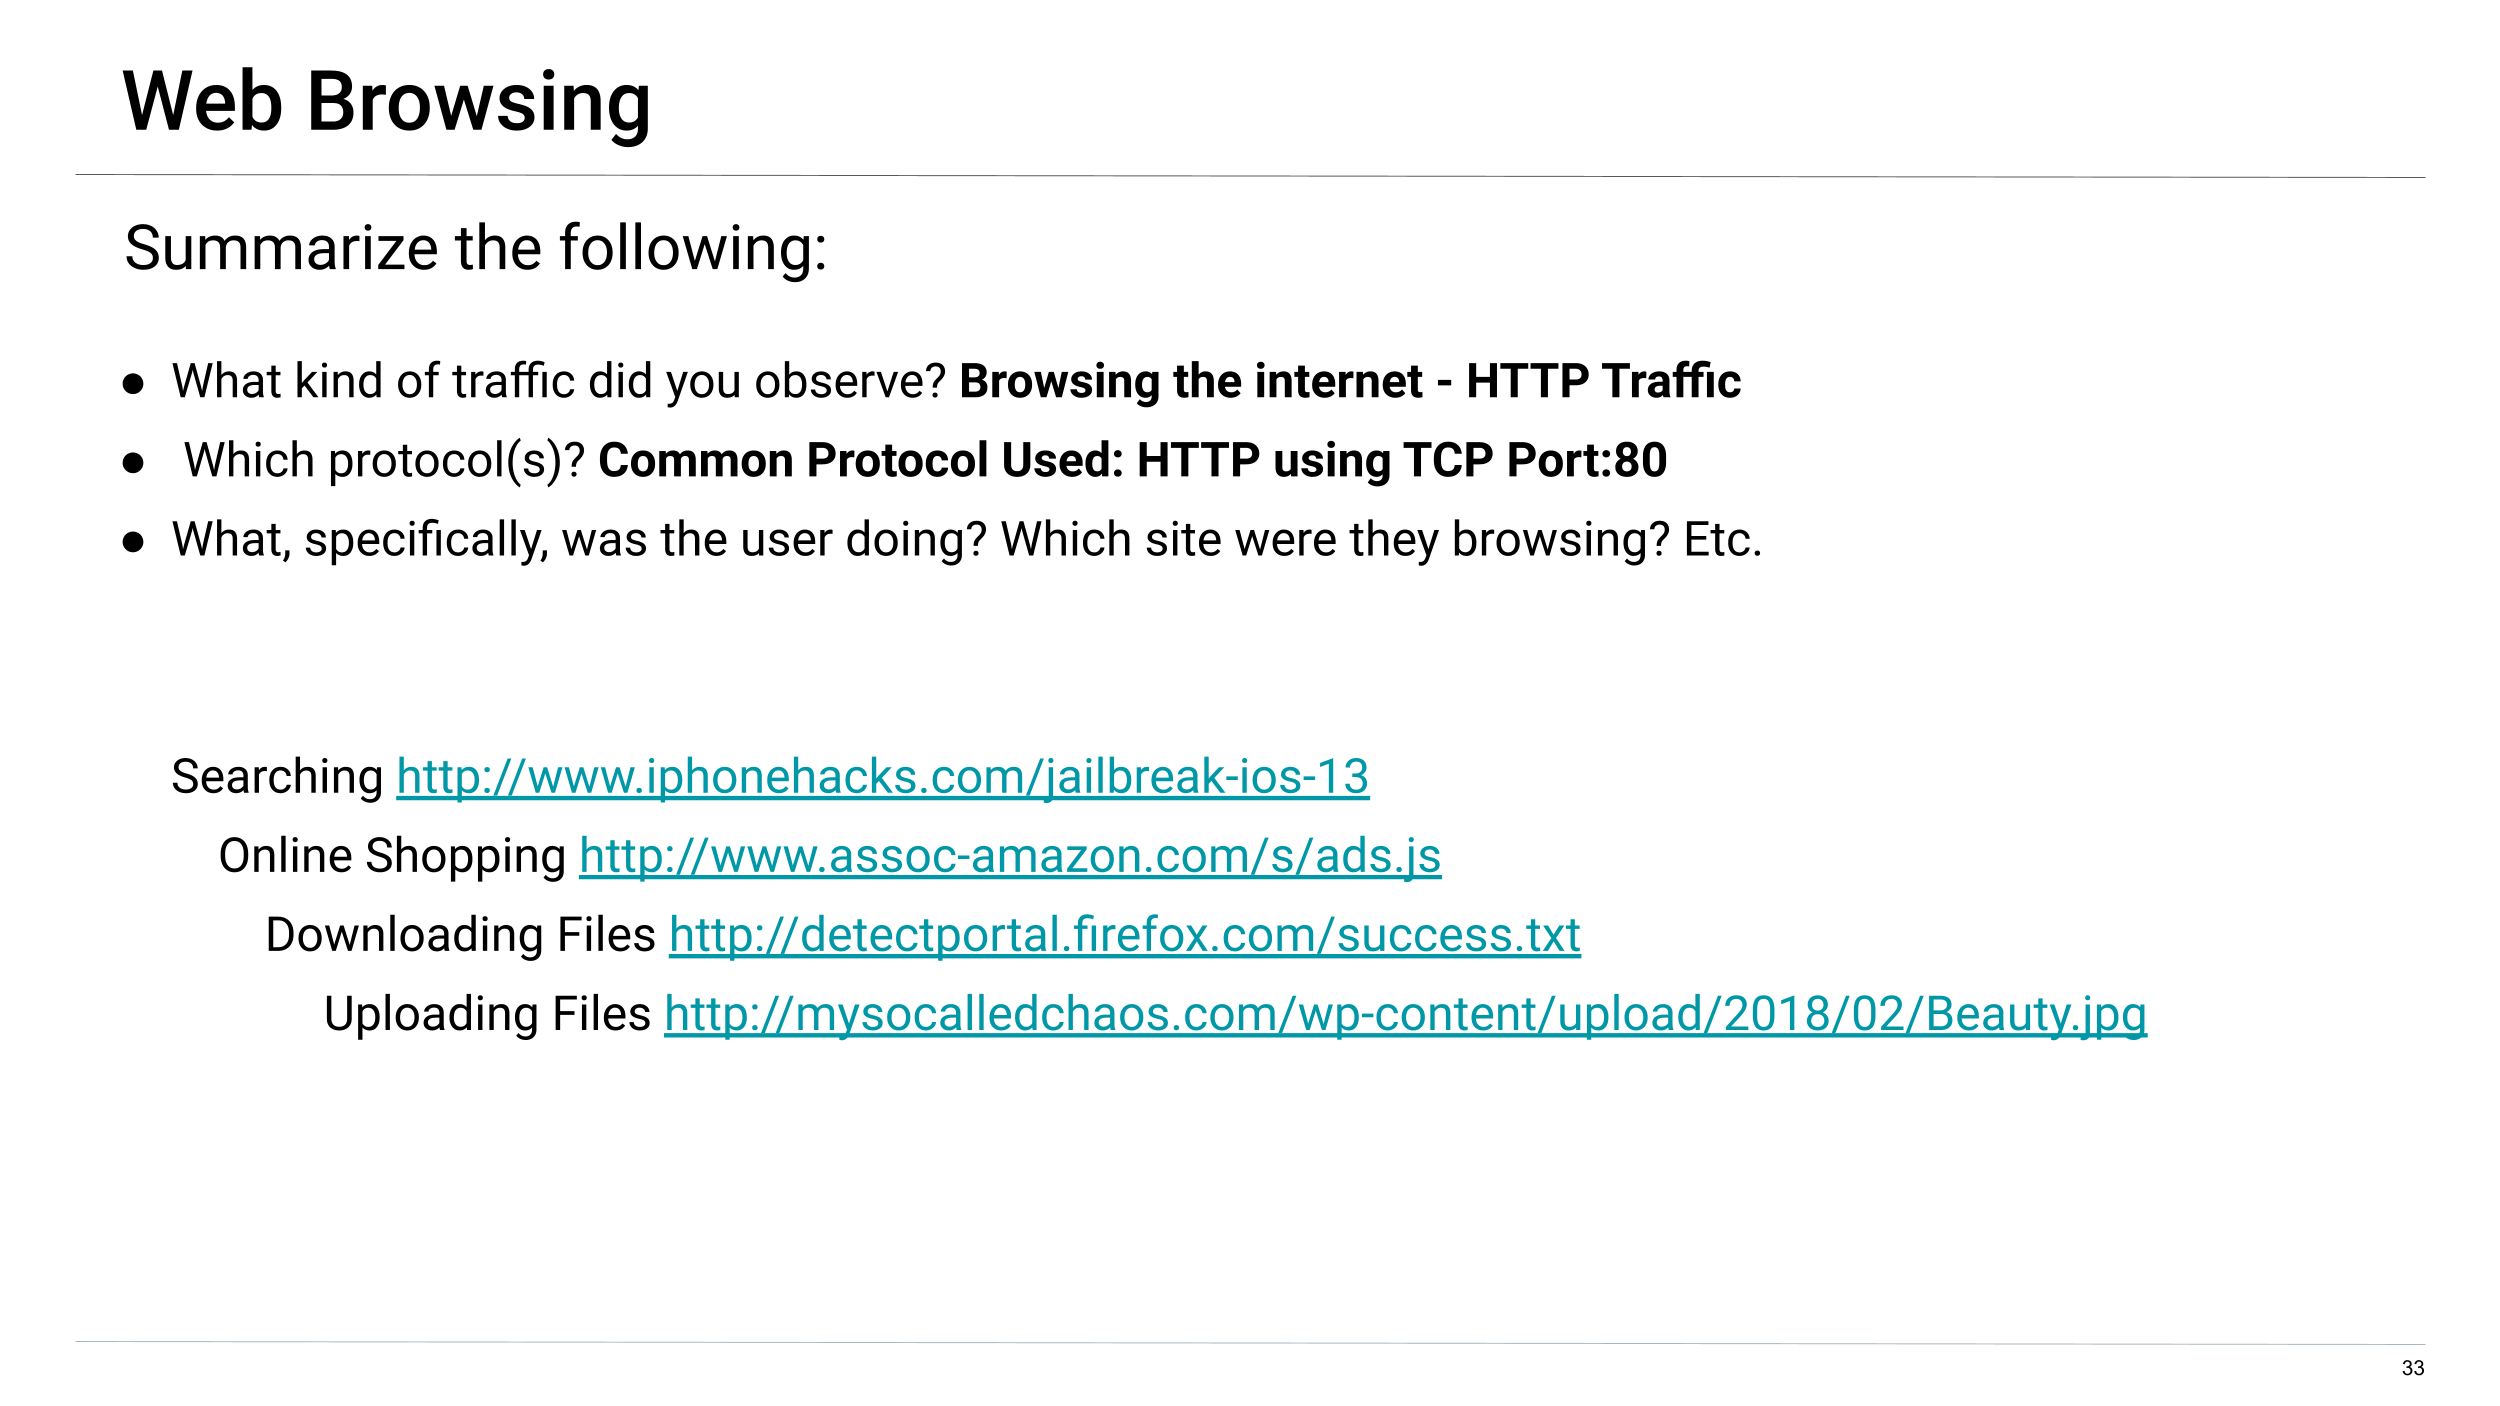 Web Browsing
Summarize the following:
● What kind of traffic did you observe? Browsing the internet - HTTP Traffic
● Which protocol(s)? Common Protocol Used: HTTP using TCP Port:80
● What, specifically, was the user doing? Which site were they browsing? Etc.
Searching http://www.iphonehacks.com/jailbreak-ios-13
Online Shopping http://www.assoc-amazon.com/s/ads.js
Downloading Files http://detectportal.firefox.com/success.txt
Uploading Files http://mysocalledchaos.com/wp-content/uploads/2018/02/Beauty.jpg
33